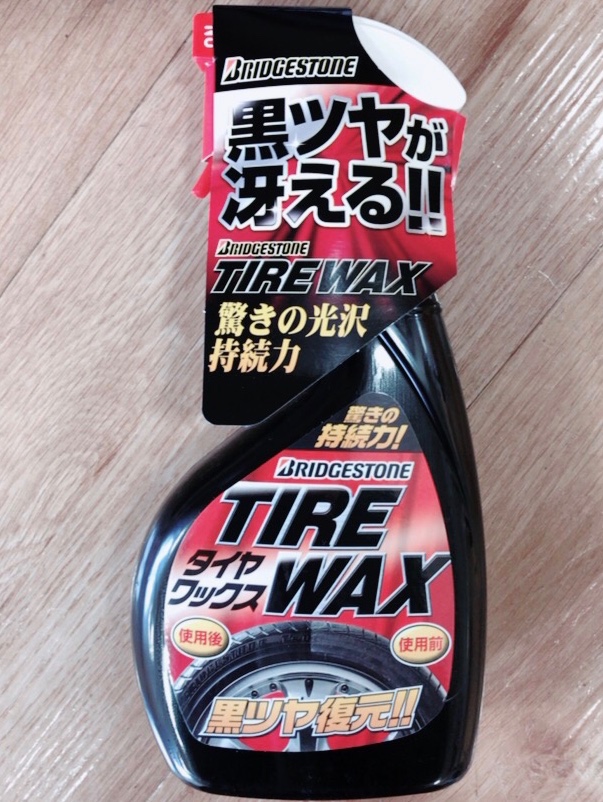 BRIDGESTONE
黒ツヤが
冴える!!
BRIDGESTONE
TIRE WAX
驚きの光沢
持続力
驚きの
持続力!
BRIDGESTONE
TIRE
タイヤ
ワックス WAX
使用後 使用前
黒ツヤ復元!!